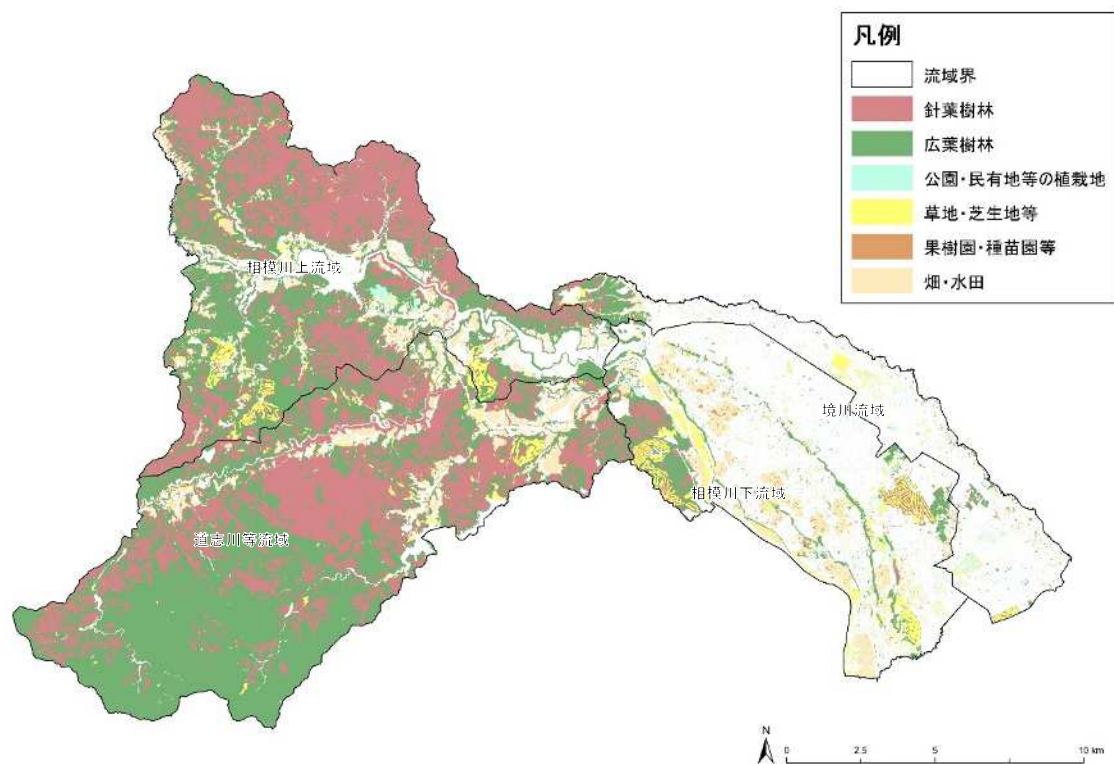 凡例
流域界
針葉樹林
広葉樹林
公園・民有地等の植栽地
草地・芝生地等
果樹園・種苗園等
畑・水田
相模川上流域
境川流域
相模川下流域
道志川等流域
N
0 2.5 5 10 km